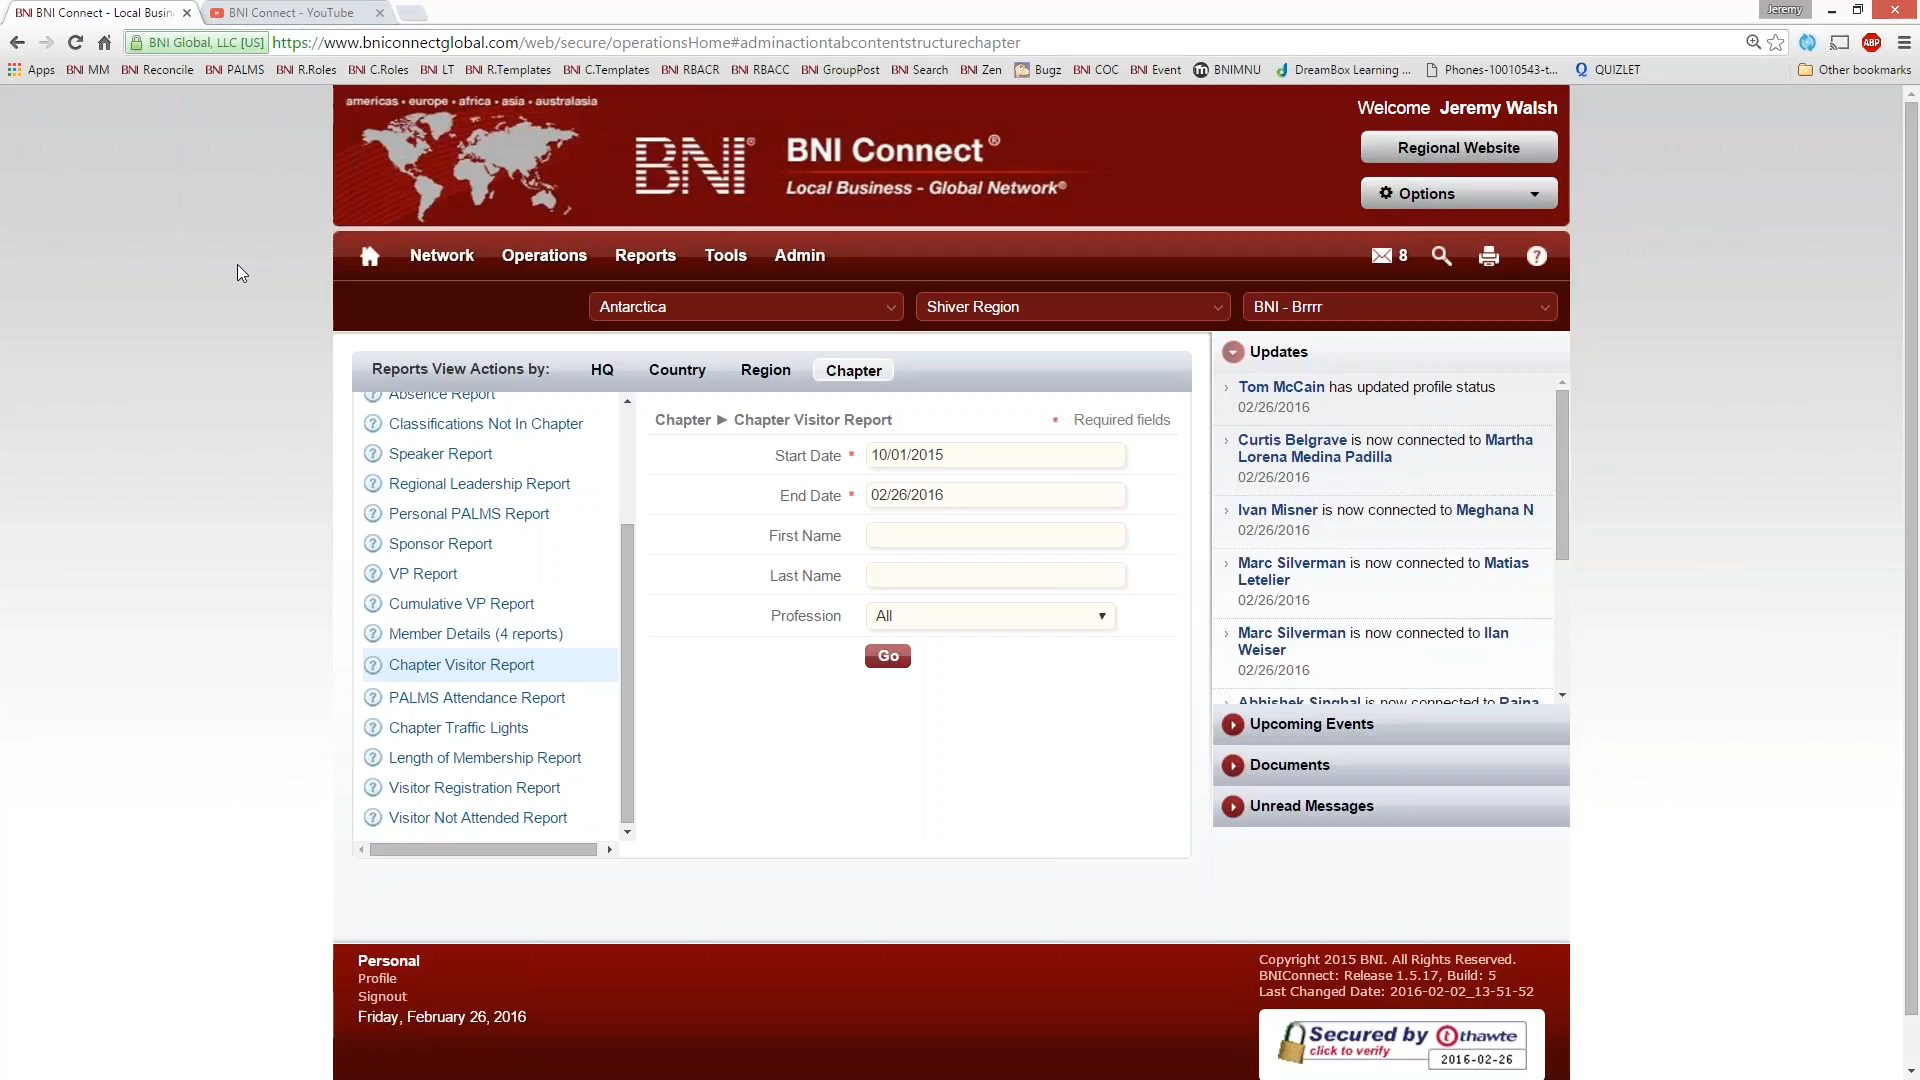 BNI BNI Connect - Local Busin
BNI Connect - YouTube
Jeremy
BNI Global, LLC [US]
https://www.bniconnectglobal.com/web/secure/operationsHome#adminactiontabcontentstructurechapter
ABP
Apps
BNI MM
BNI Reconcile
BNI PALMS
BNI R.Roles
BNI C.Roles
BNI LT
BNI R.Templates
BNI C.Templates
BNI RBACR
BNI RBACC
BNI GroupPost
BNI Search
BNI Zen
Bugz
BNI COC
BNI Event
BNIMNU
DreamBox Learning ...
Phones-10010543-t...
QUIZLET
Other bookmarks
americas • europe • africa • asia • australasia
BNI®
BNI Connect®
Local Business - Global Network®
Welcome Jeremy Walsh
Regional Website
Options
Network
Operations
Reports
Tools
Admin
8
Antarctica
Shiver Region
BNI - Brrrr
Reports View Actions by:
HQ
Country
Region
Chapter
Absence Report
Classifications Not In Chapter
Speaker Report
Regional Leadership Report
Personal PALMS Report
Sponsor Report
VP Report
Cumulative VP Report
Member Details (4 reports)
Chapter Visitor Report
PALMS Attendance Report
Chapter Traffic Lights
Length of Membership Report
Visitor Registration Report
Visitor Not Attended Report
Chapter ► Chapter Visitor Report
* Required fields
Start Date * 10/01/2015
End Date * 02/26/2016
First Name
Last Name
Profession All
Go
Updates
Tom McCain has updated profile status
02/26/2016
Curtis Belgrave is now connected to Martha
Lorena Medina Padilla
02/26/2016
Ivan Misner is now connected to Meghana N
02/26/2016
Marc Silverman is now connected to Matias
Letelier
02/26/2016
Marc Silverman is now connected to Ilan
Weiser
02/26/2016
Abhishek Singhal is now connected to Raina
Upcoming Events
Documents
Unread Messages
Personal
Profile
Signout
Friday, February 26, 2016
Copyright 2015 BNI. All Rights Reserved.
BNIConnect: Release 1.5.17, Build: 5
Last Changed Date: 2016-02-02_13-51-52
Secured by thawte
click to verify
2016-02-26